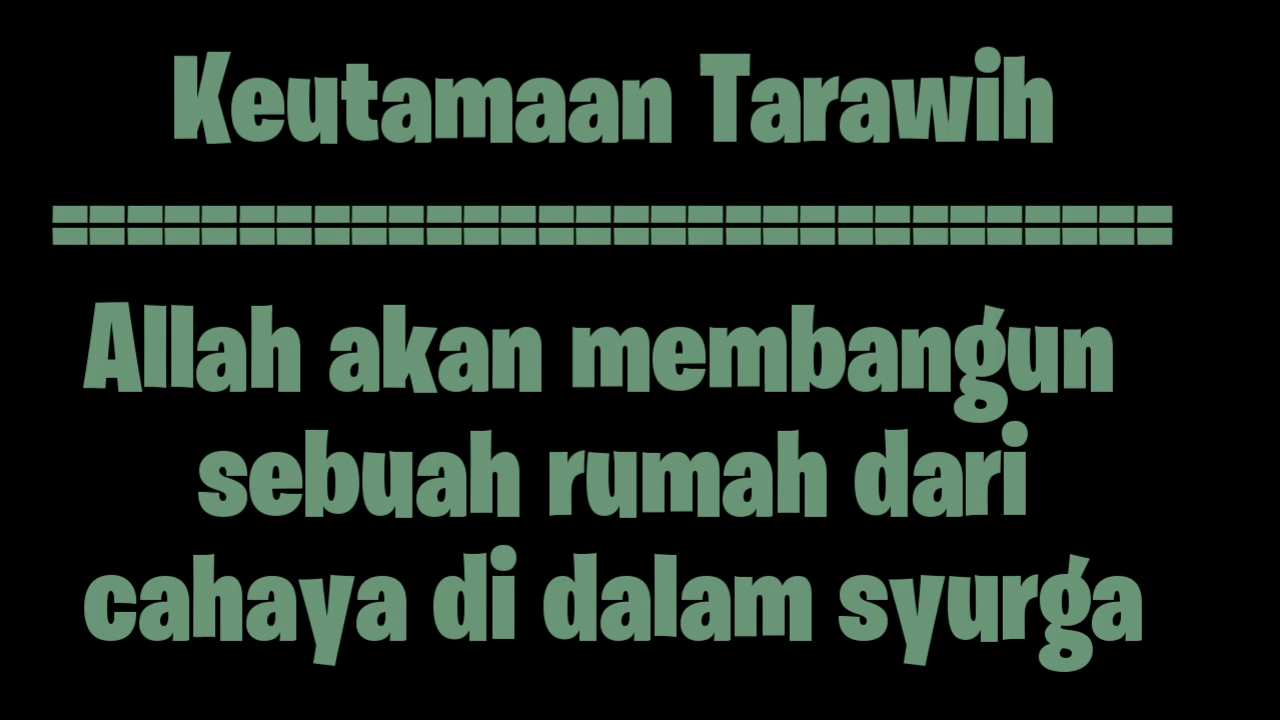 Keutamaan Tarawih
==============================
Allah akan membangun
sebuah rumah dari
cahaya di dalam syurga